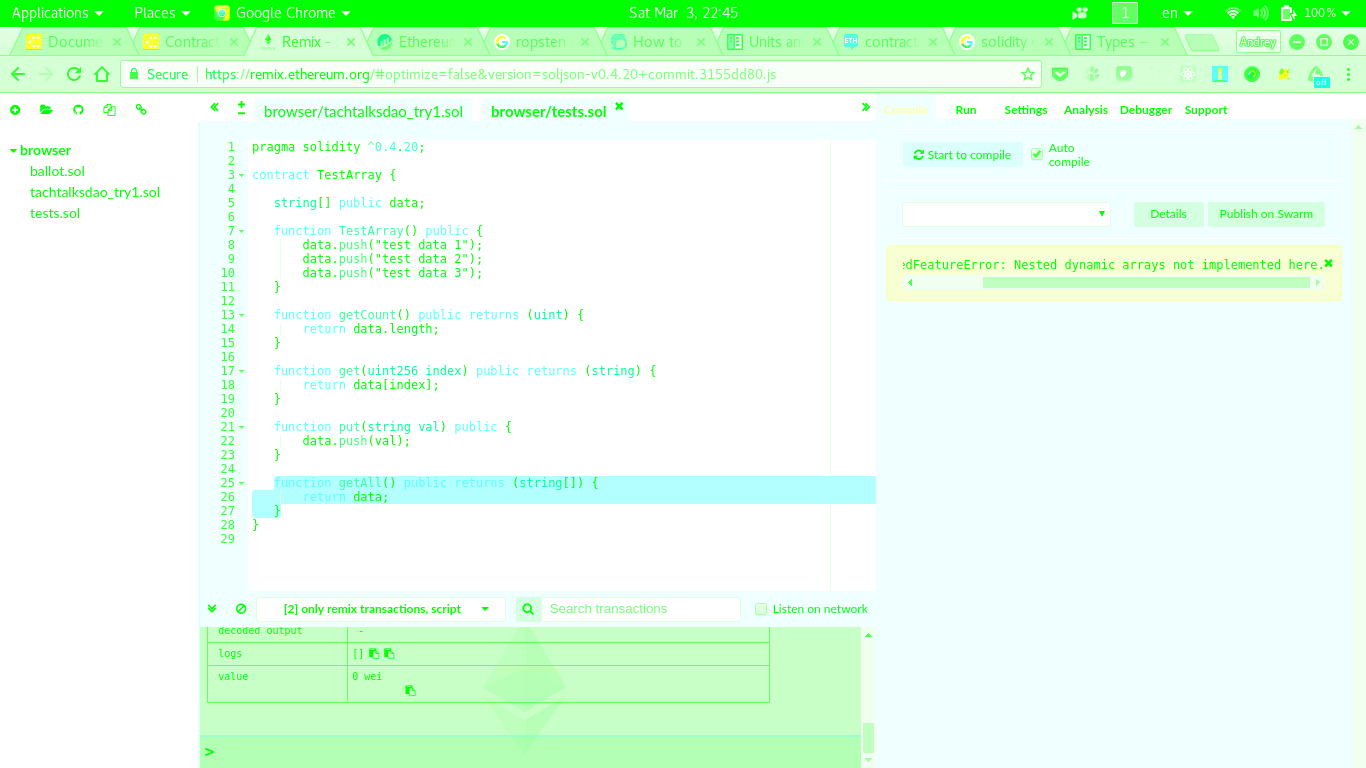 Applications Places Google Chrome Sat Mar 3, 22:45 1 en 100%
Docume Contract Remix - Ethereu ropsten How to Units an contract solidity Types — Andrey
Secure https://remix.ethereum.org/#optimize=false&version=soljson-v0.4.20+commit.3155dd80.js off
browser/tachtalksdao_try1.sol browser/tests.sol
Compile Run Settings Analysis Debugger Support
browser
ballot.sol
tachtalksdao_try1.sol
tests.sol
1 pragma solidity ^0.4.20;
2
3 contract TestArray {
4
5 string[] public data;
6
7 function TestArray() public {
8 data.push("test data 1");
9 data.push("test data 2");
10 data.push("test data 3");
11 }
12
13 function getCount() public returns (uint) {
14 return data.length;
15 }
16
17 function get(uint256 index) public returns (string) {
18 return data[index];
19 }
20
21 function put(string val) public {
22 data.push(val);
23 }
24
25 function getAll() public returns (string[]) {
26 return data;
27 }
28 }
29
Start to compile
Auto
compile
Details Publish on Swarm
edFeatureError: Nested dynamic arrays not implemented here.
[2] only remix transactions, script Search transactions Listen on network
decoded output -
logs []
value 0 wei
>